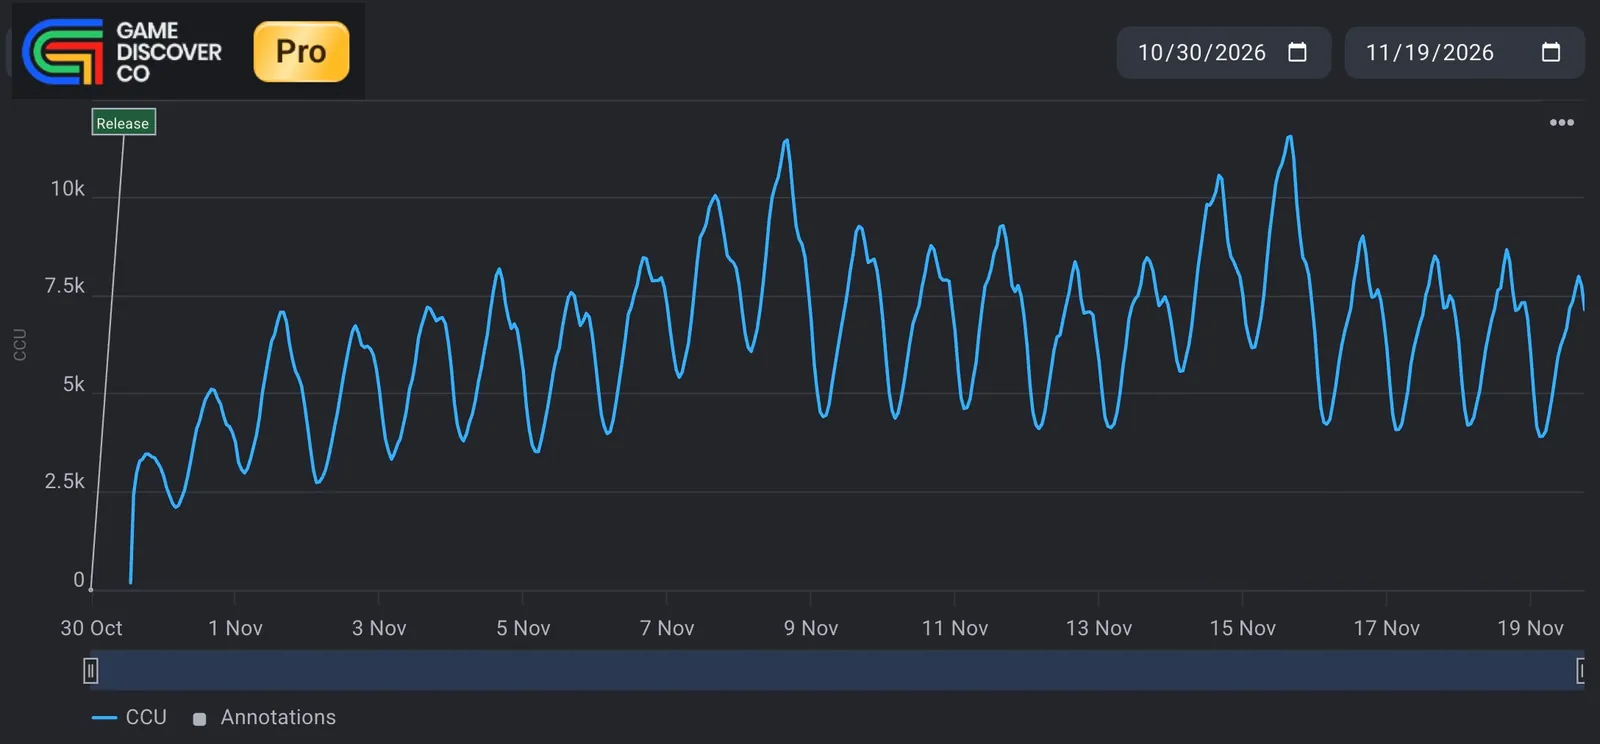 GAME
DISCOVER
CO
Pro
10/30/2026
11/19/2026
Release
10k
7.5k
5k
2.5k
0
CCU
30 Oct
1 Nov
3 Nov
5 Nov
7 Nov
9 Nov
11 Nov
13 Nov
15 Nov
17 Nov
19 Nov
CCU
Annotations